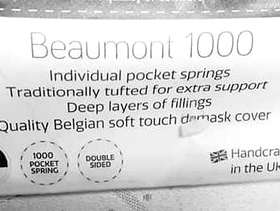 Beaumont 1000
Individual pocket springs
Traditionally tufted for extra support
Deep layers of fillings
Quality Belgian soft touch damask cover
1000
POCKET
SPRING
DOUBLE
SIDED
Handcra
in the UK